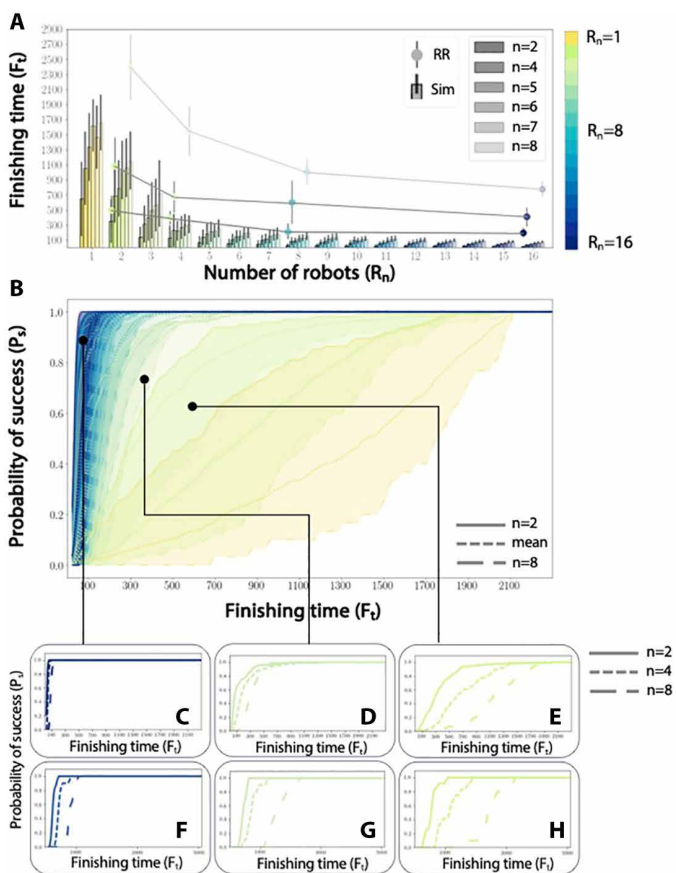 A
Finishing time (Ft)
2900
2700
2500
2300
2100
1900
1700
1500
1300
1100
900
700
500
300
100
1 2 3 4 5 6 7 8 9 10 11 12 13 14 15 16
Number of robots (Rn)
RR
Sim
n=2
n=4
n=5
n=6
n=7
n=8
Rn=1
Rn=8
Rn=16
B
Probability of success (Ps)
1.0
0.8
0.6
0.4
0.2
0.0
100 300 500 700 900 1100 1300 1500 1700 1900 2100
Finishing time (Ft)
n=2
mean
n=8
Probability of success (Ps)
C
Finishing time (Ft)
D
Finishing time (Ft)
E
Finishing time (Ft)
n=2
n=4
n=8
F
Finishing time (Ft)
G
Finishing time (Ft)
H
Finishing time (Ft)